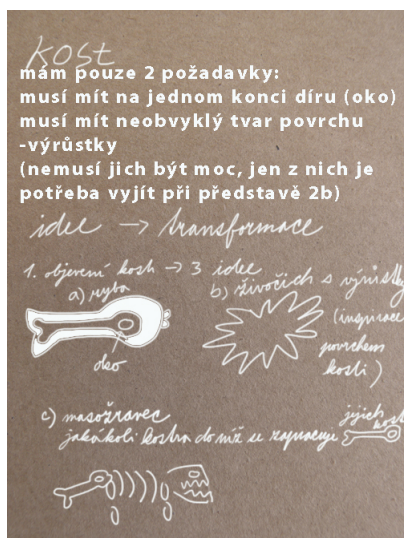 kost
mám pouze 2 požadavky:
musí mít na jednom konci díru (oko)
musí mít neobvyklý tvar povrchu
-výrůstky
(nemusí jich být moc, jen z nich je
potřeba vyjít při představě 2b)
idee → transformace
1. objevení kosti → 3 idee
a) ryba
b) živočich s výrůstky
(inspirace
povrchem
kosti)
oko
c) masožravec
jakákoli kostra do níž se zapracuje
jejich kost